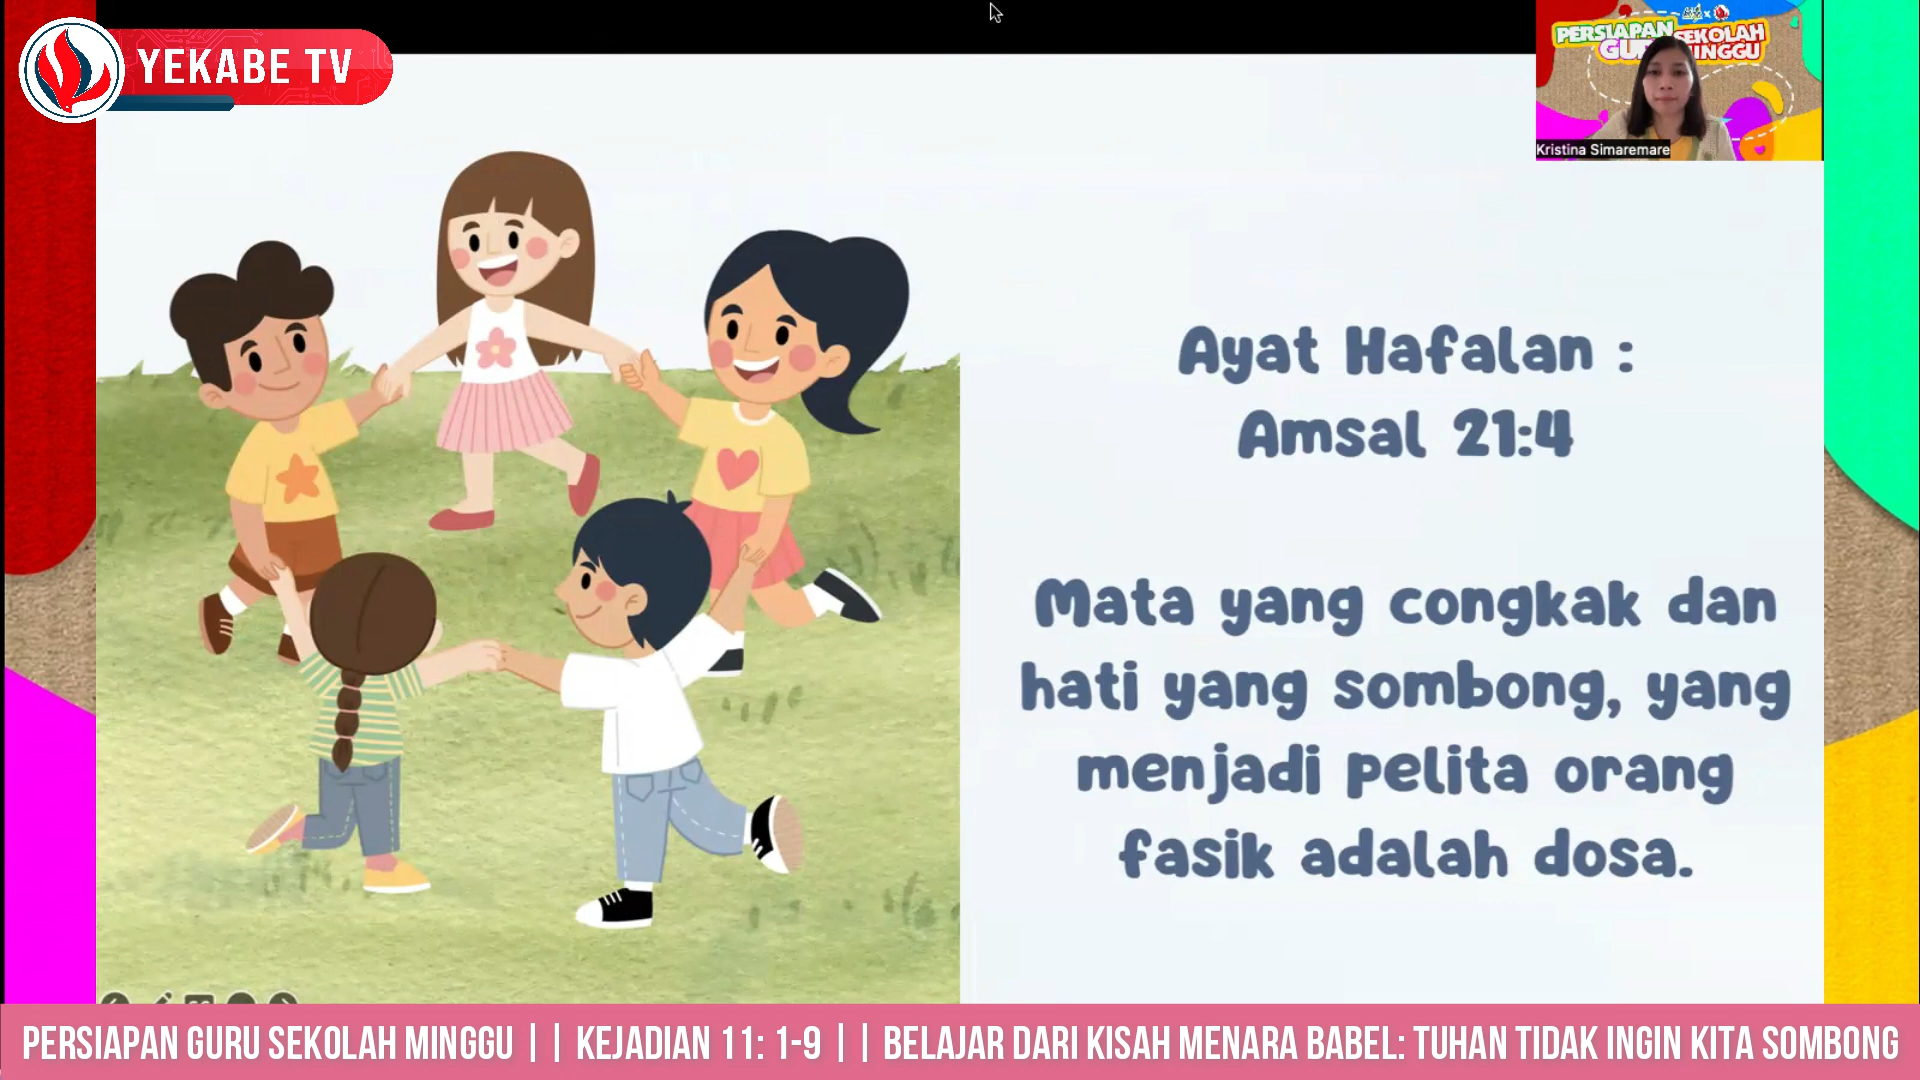 YEKABE TV
PERSIAPAN SEKOLAH
MINGGU
Kristina Simaremare
Ayat Hafalan :
Amsal 21:4
Mata yang congkak dan
hati yang sombong, yang
menjadi pelita orang
fasik adalah dosa.
PERSIAPAN GURU SEKOLAH MINGGU || KEJADIAN 11: 1-9 || BELAJAR DARI KISAH MENARA BABEL: TUHAN TIDAK INGIN KITA SOMBONG